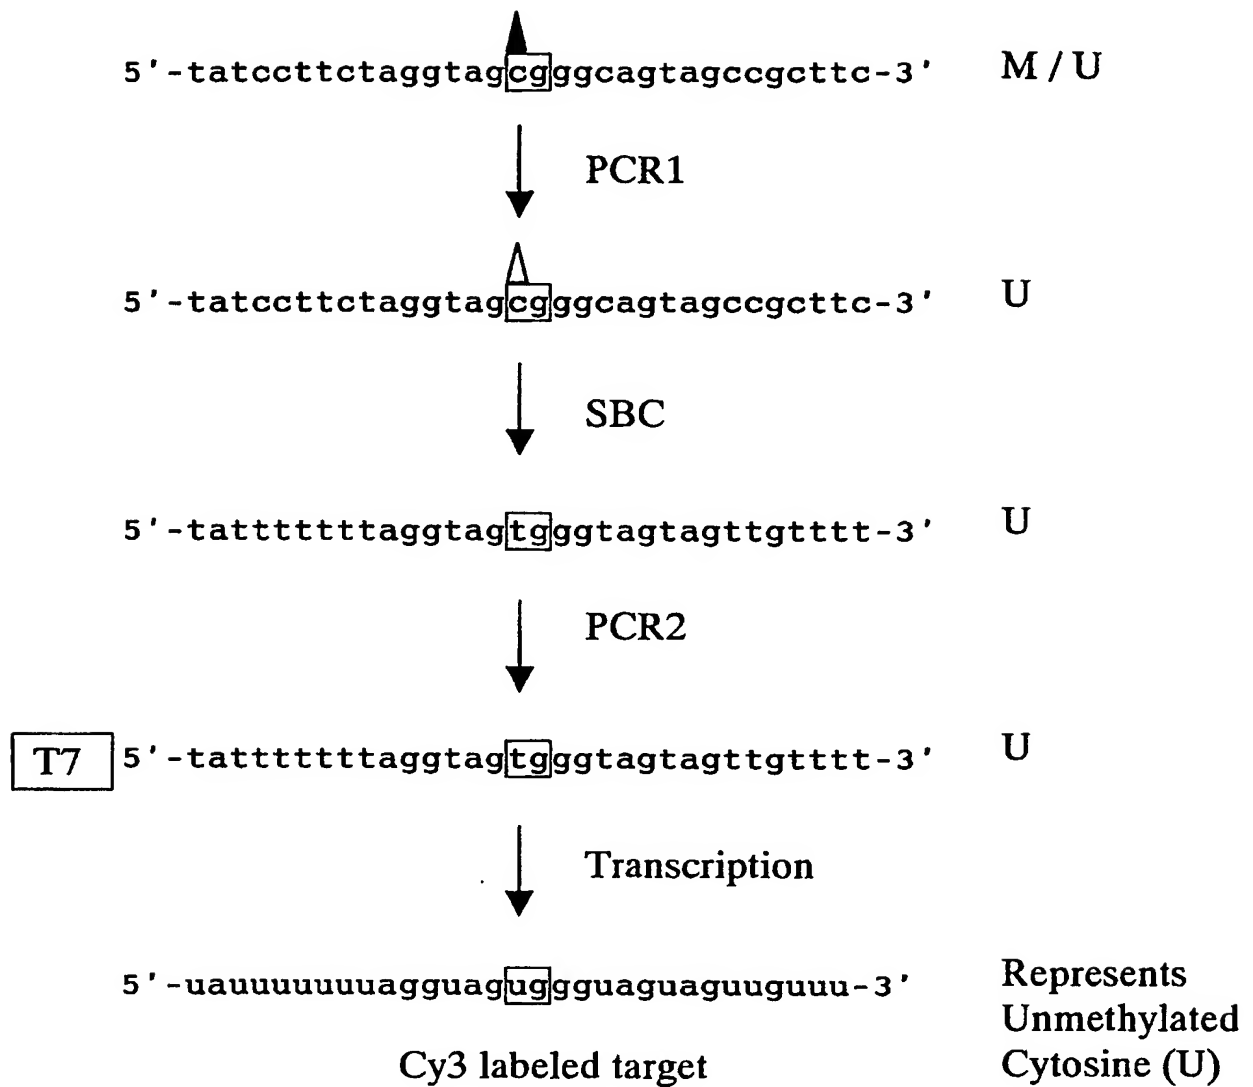 5'-tatccttctaggtagcgggcagtagccgcttc-3' M / U
PCR1
5'-tatccttctaggtagcgggcagtagccgcttc-3' U
SBC
5'-tatttttttaggtagtgggtagtagttgtttt-3' U
PCR2
T7 5'-tatttttttaggtagtgggtagtagttgtttt-3' U
Transcription
5'-uauuuuuuuagguaguggguaguaguuguuu-3' Represents
Unmethylated
Cy3 labeled target Cytosine (U)